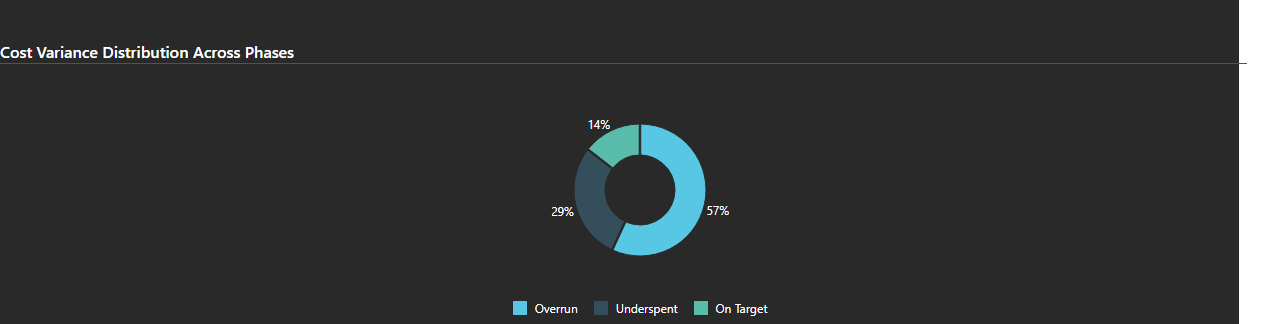 Cost Variance Distribution Across Phases
14%
29%
57%
Overrun
Underspent
On Target